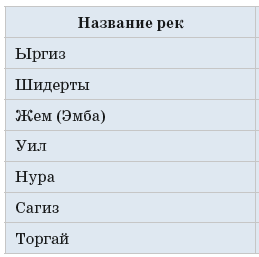 Название рек
Ыргиз
Шидерты
Жем (Эмба)
Уил
Нура
Сагиз
Торгай